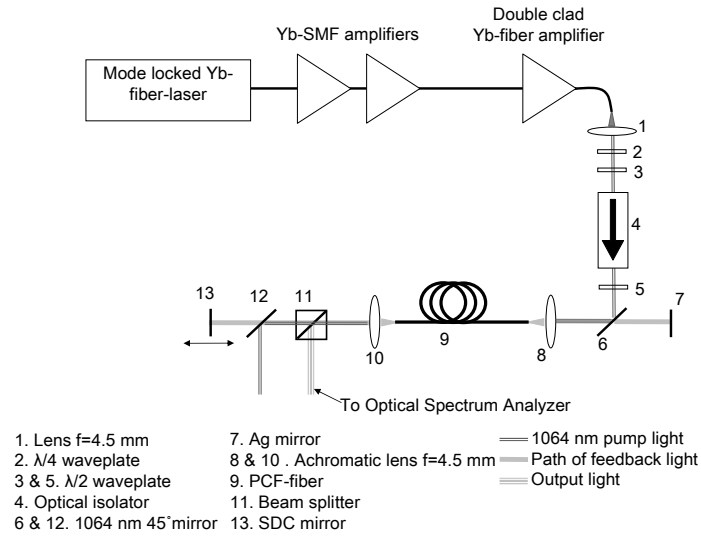 Double clad
Yb-fiber amplifier
Yb-SMF amplifiers
Mode locked Yb-
fiber-laser
1
2
3
4
5
6
7
8
9
10
11
12
13
To Optical Spectrum Analyzer
1. Lens f=4.5 mm
2. λ/4 waveplate
3 & 5. λ/2 waveplate
4. Optical isolator
6 & 12. 1064 nm 45˚mirror
7. Ag mirror
8 & 10 . Achromatic lens f=4.5 mm
9. PCF-fiber
11. Beam splitter
13. SDC mirror
1064 nm pump light
Path of feedback light
Output light